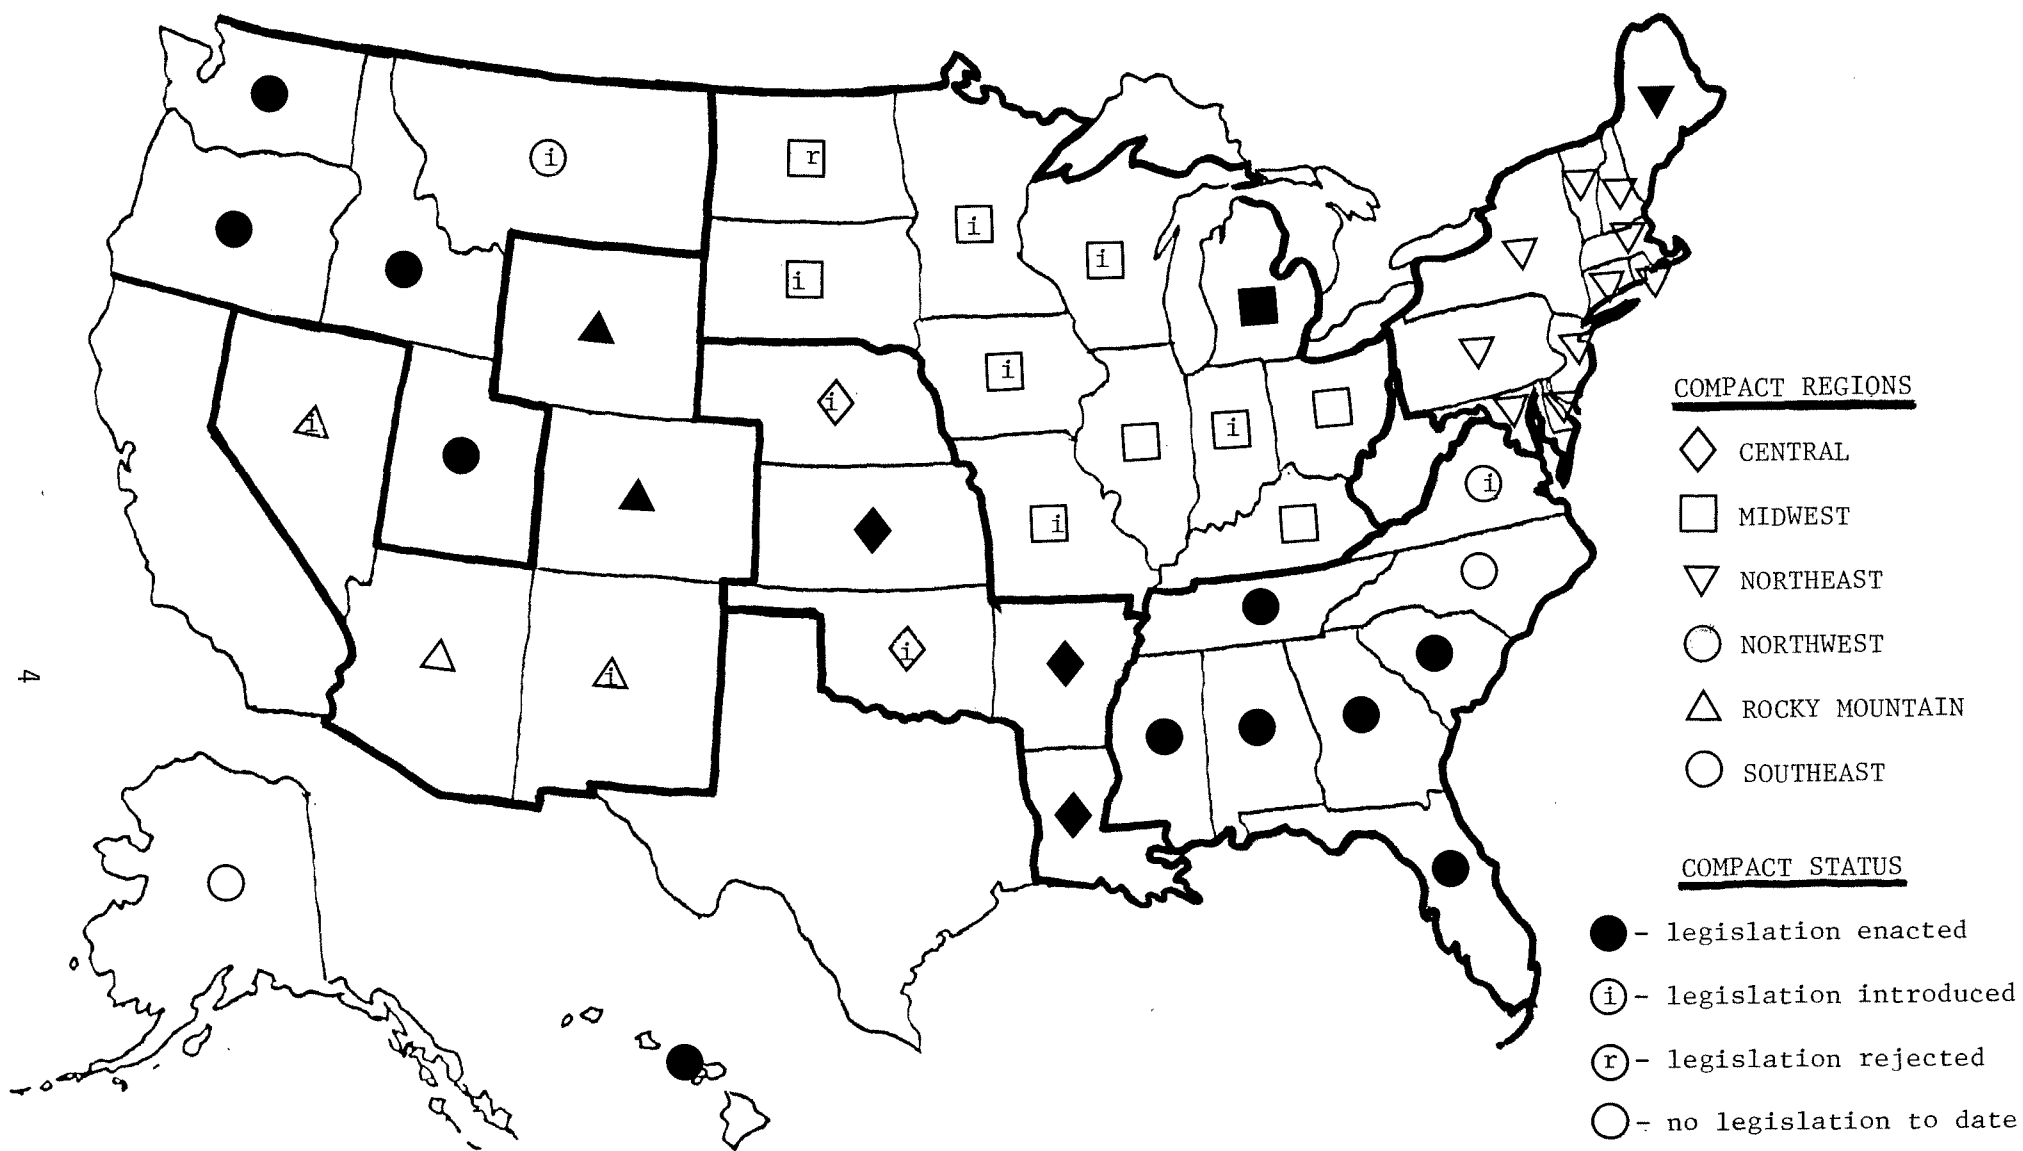 i
r
i
i
i
i
i
i
i
i
i
i
i
i
4
COMPACT REGIONS
CENTRAL
MIDWEST
NORTHEAST
NORTHWEST
ROCKY MOUNTAIN
SOUTHEAST
COMPACT STATUS
- legislation enacted
i - legislation introduced
r - legislation rejected
- no legislation to date